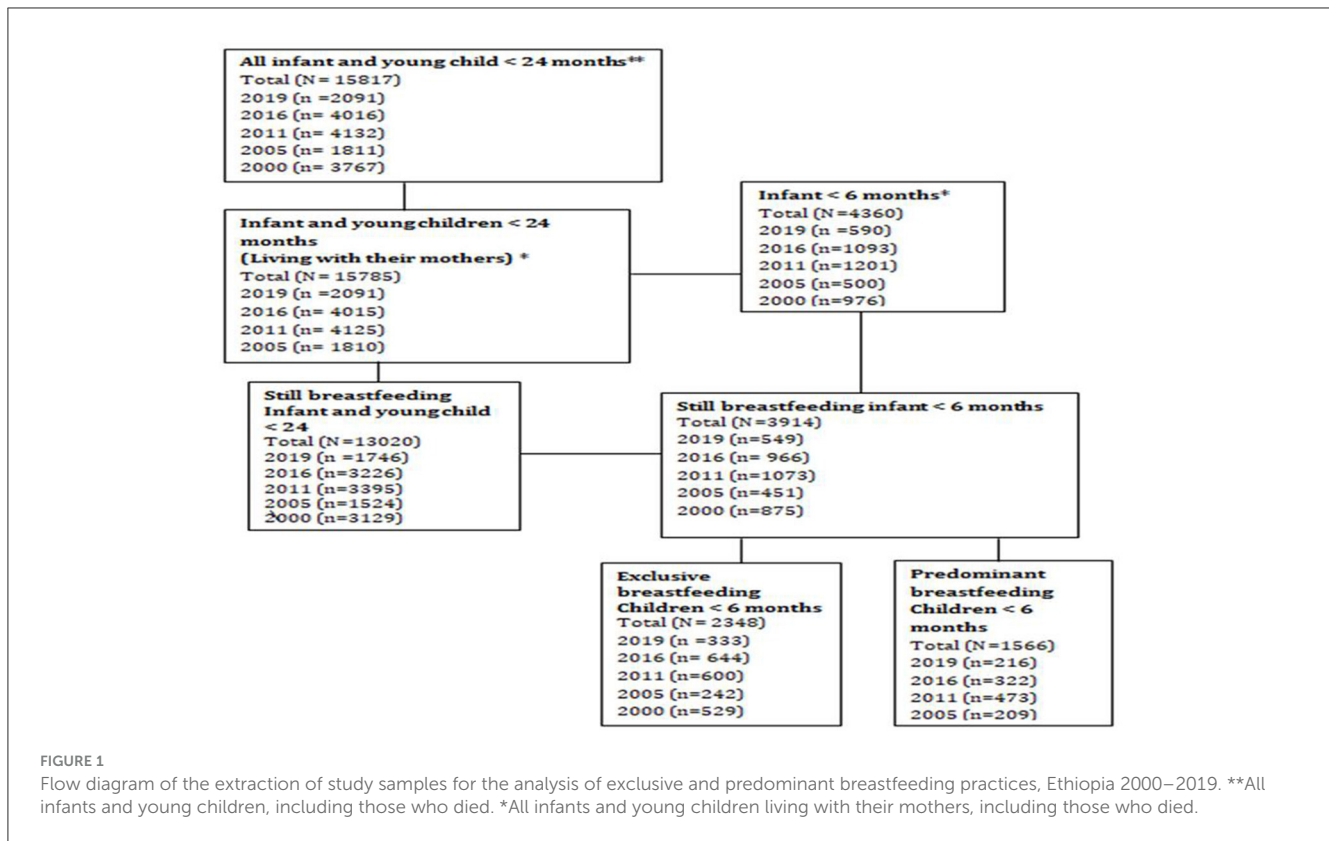 All infant and young child < 24 months**
Total (N= 15817)
2019 (n =2091)
2016 (n= 4016)
2011 (n= 4132)
2005 (n= 1811)
2000 (n= 3767)
Infant < 6 months*
Total (N=4360)
2019 (n =590)
2016 (n=1093)
2011 (n=1201)
2005 (n=500)
2000 (n=976)
Infant and young children < 24
months
(Living with their mothers) *
Total (N = 15785)
2019 (n =2091)
2016 (n= 4015)
2011 (n= 4125)
2005 (n= 1810)
Still breastfeeding
Infant and young child
< 24
Total (N=13020)
2019 (n =1746)
2016 (n=3226)
2011 (n=3395)
2005 (n=1524)
2000 (n=3129)
Still breastfeeding infant < 6 months
Total (N=3914)
2019 (n=549)
2016 (n= 966)
2011 (n=1073)
2005 (n=451)
2000 (n=875)
Exclusive
breastfeeding
Children < 6 months
Total (N= 2348)
2019 (n =333)
2016 (n= 644)
2011 (n=600)
2005 (n=242)
2000 (n=529)
Predominant
breastfeeding
Children < 6
months
Total (N=1566)
2019 (n=216)
2016 (n=322)
2011 (n=473)
2005 (n=209)
FIGURE 1
Flow diagram of the extraction of study samples for the analysis of exclusive and predominant breastfeeding practices, Ethiopia 2000–2019. **All
infants and young children, including those who died. *All infants and young children living with their mothers, including those who died.